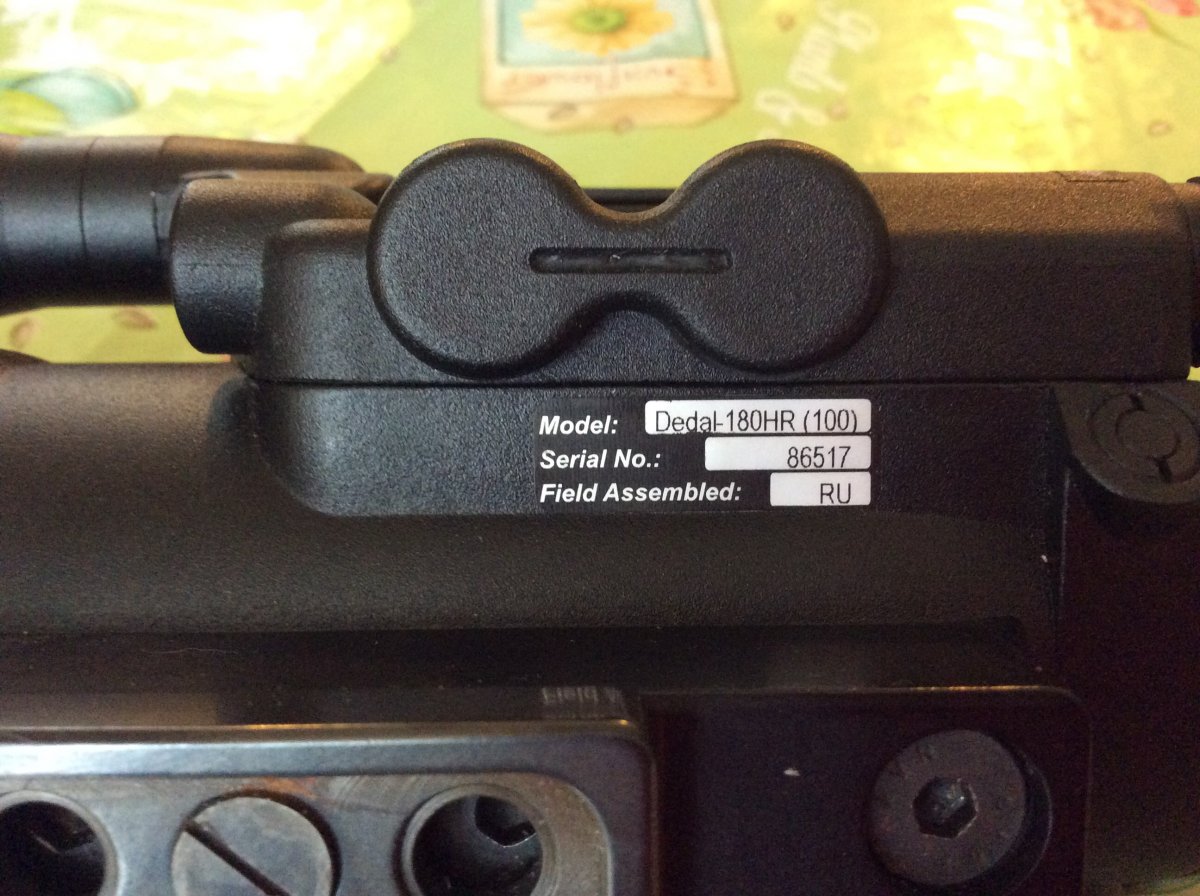 Model: Dedal-180HR (100)
Serial No.: 86517
Field Assembled: RU